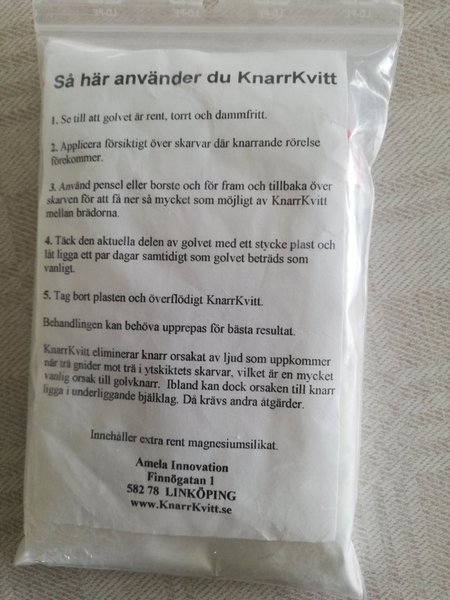 Så här använder du KnarrKvitt
1. Se till att golvet är rent, torrt och dammfritt.
2. Applicera försiktigt över skarvar där knarrande rörelse
förekommer.
3. Använd pensel eller borste och för fram och tillbaka över
skarven för att få ner så mycket som möjligt av KnarrKvitt
mellan brädorna.
4. Täck den aktuella delen av golvet med ett stycke plast och
låt ligga ett par dagar samtidigt som golvet beträds som
vanligt.
5. Tag bort plasten och överflödigt KnarrKvitt.
Behandlingen kan behöva upprepas för bästa resultat.
KnarrKvitt eliminerar knarr orsakat av ljud som uppkommer
när trä gnider mot trä i ytskiktets skarvar, vilket är en mycket
vanlig orsak till golvknarr. Ibland kan dock orsaken till knarr
ligga i underliggande bjälklag. Då krävs andra åtgärder.
Innehåller extra rent magnesiumsilikat.
Amela Innovation
Finnögatan 1
582 78 LINKÖPING
www.KnarrKvitt.se